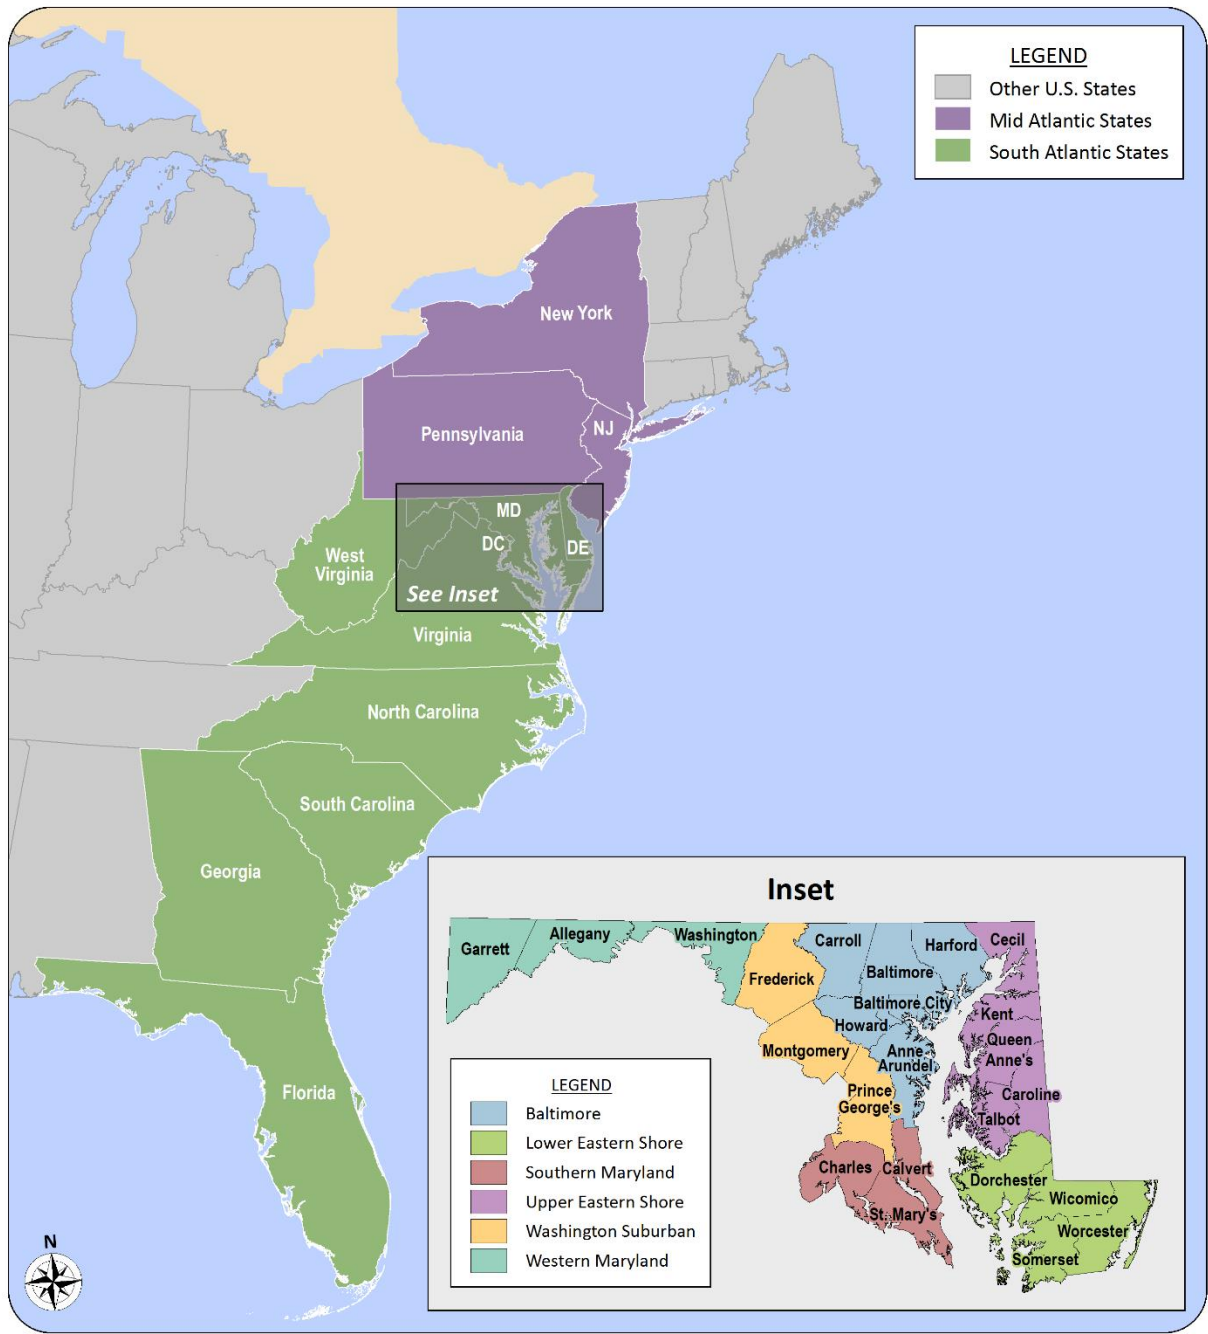 LEGEND
Other U.S. States
Mid Atlantic States
South Atlantic States
New York
Pennsylvania
NJ
MD
DC
DE
See Inset
West
Virginia
Virginia
North Carolina
South Carolina
Georgia
Florida
N
Inset
Garrett
Allegany
Washington
Frederick
Carroll
Baltimore
Harford
Cecil
Baltimore City
Howard
Kent
Queen
Anne's
Montgomery
Anne
Arundel
Prince
George's
Caroline
Talbot
Charles
Calvert
St. Mary's
Dorchester
Wicomico
Worcester
Somerset
LEGEND
Baltimore
Lower Eastern Shore
Southern Maryland
Upper Eastern Shore
Washington Suburban
Western Maryland